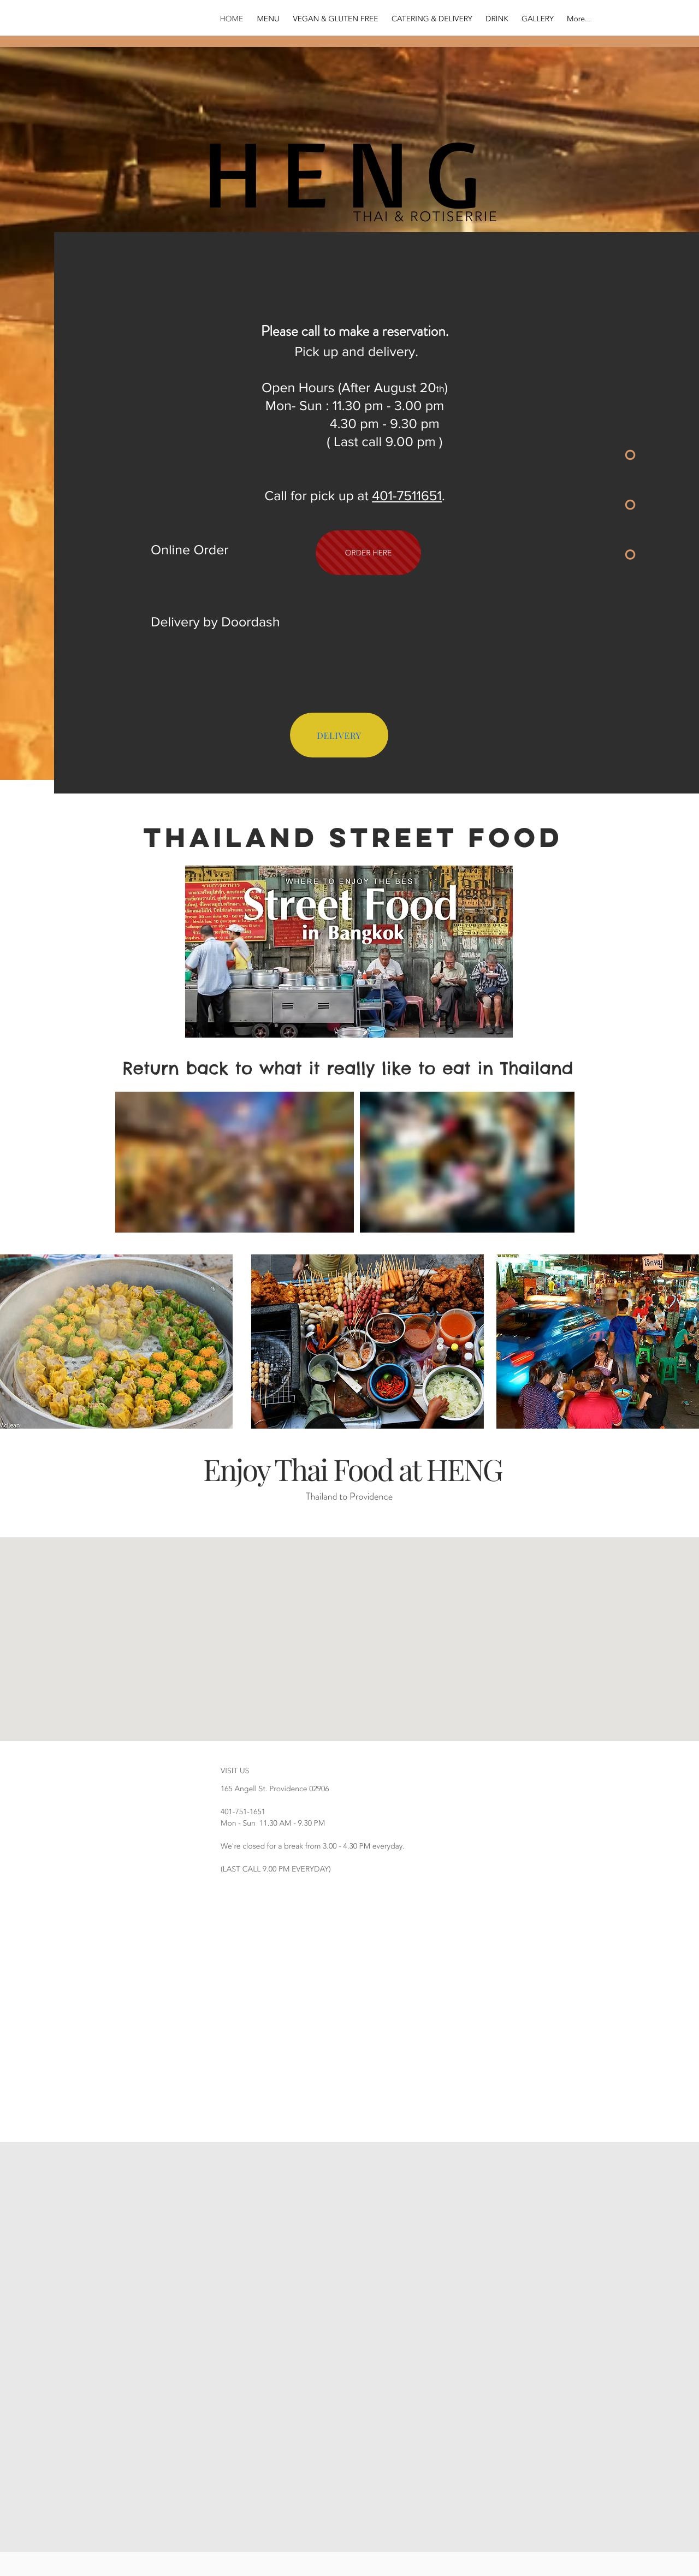 HOME MENU VEGAN & GLUTEN FREE CATERING & DELIVERY DRINK GALLERY More...
HENG
THAI & ROTISERRIE
Please call to make a reservation.
Pick up and delivery.
Open Hours (After August 20th)
Mon- Sun : 11.30 pm - 3.00 pm
4.30 pm - 9.30 pm
( Last call 9.00 pm )
Call for pick up at 401-7511651.
Online Order
ORDER HERE
Delivery by Doordash
DELIVERY
THAILAND STREET FOOD
WHERE TO ENJOY THE BEST
Street Food
in Bangkok
Return back to what it really like to eat in Thailand
Enjoy Thai Food at HENG
Thailand to Providence
VISIT US
165 Angell St. Providence 02906
401-751-1651
Mon - Sun 11.30 AM - 9.30 PM
We're closed for a break from 3.00 - 4.30 PM everyday.
(LAST CALL 9.00 PM EVERYDAY)